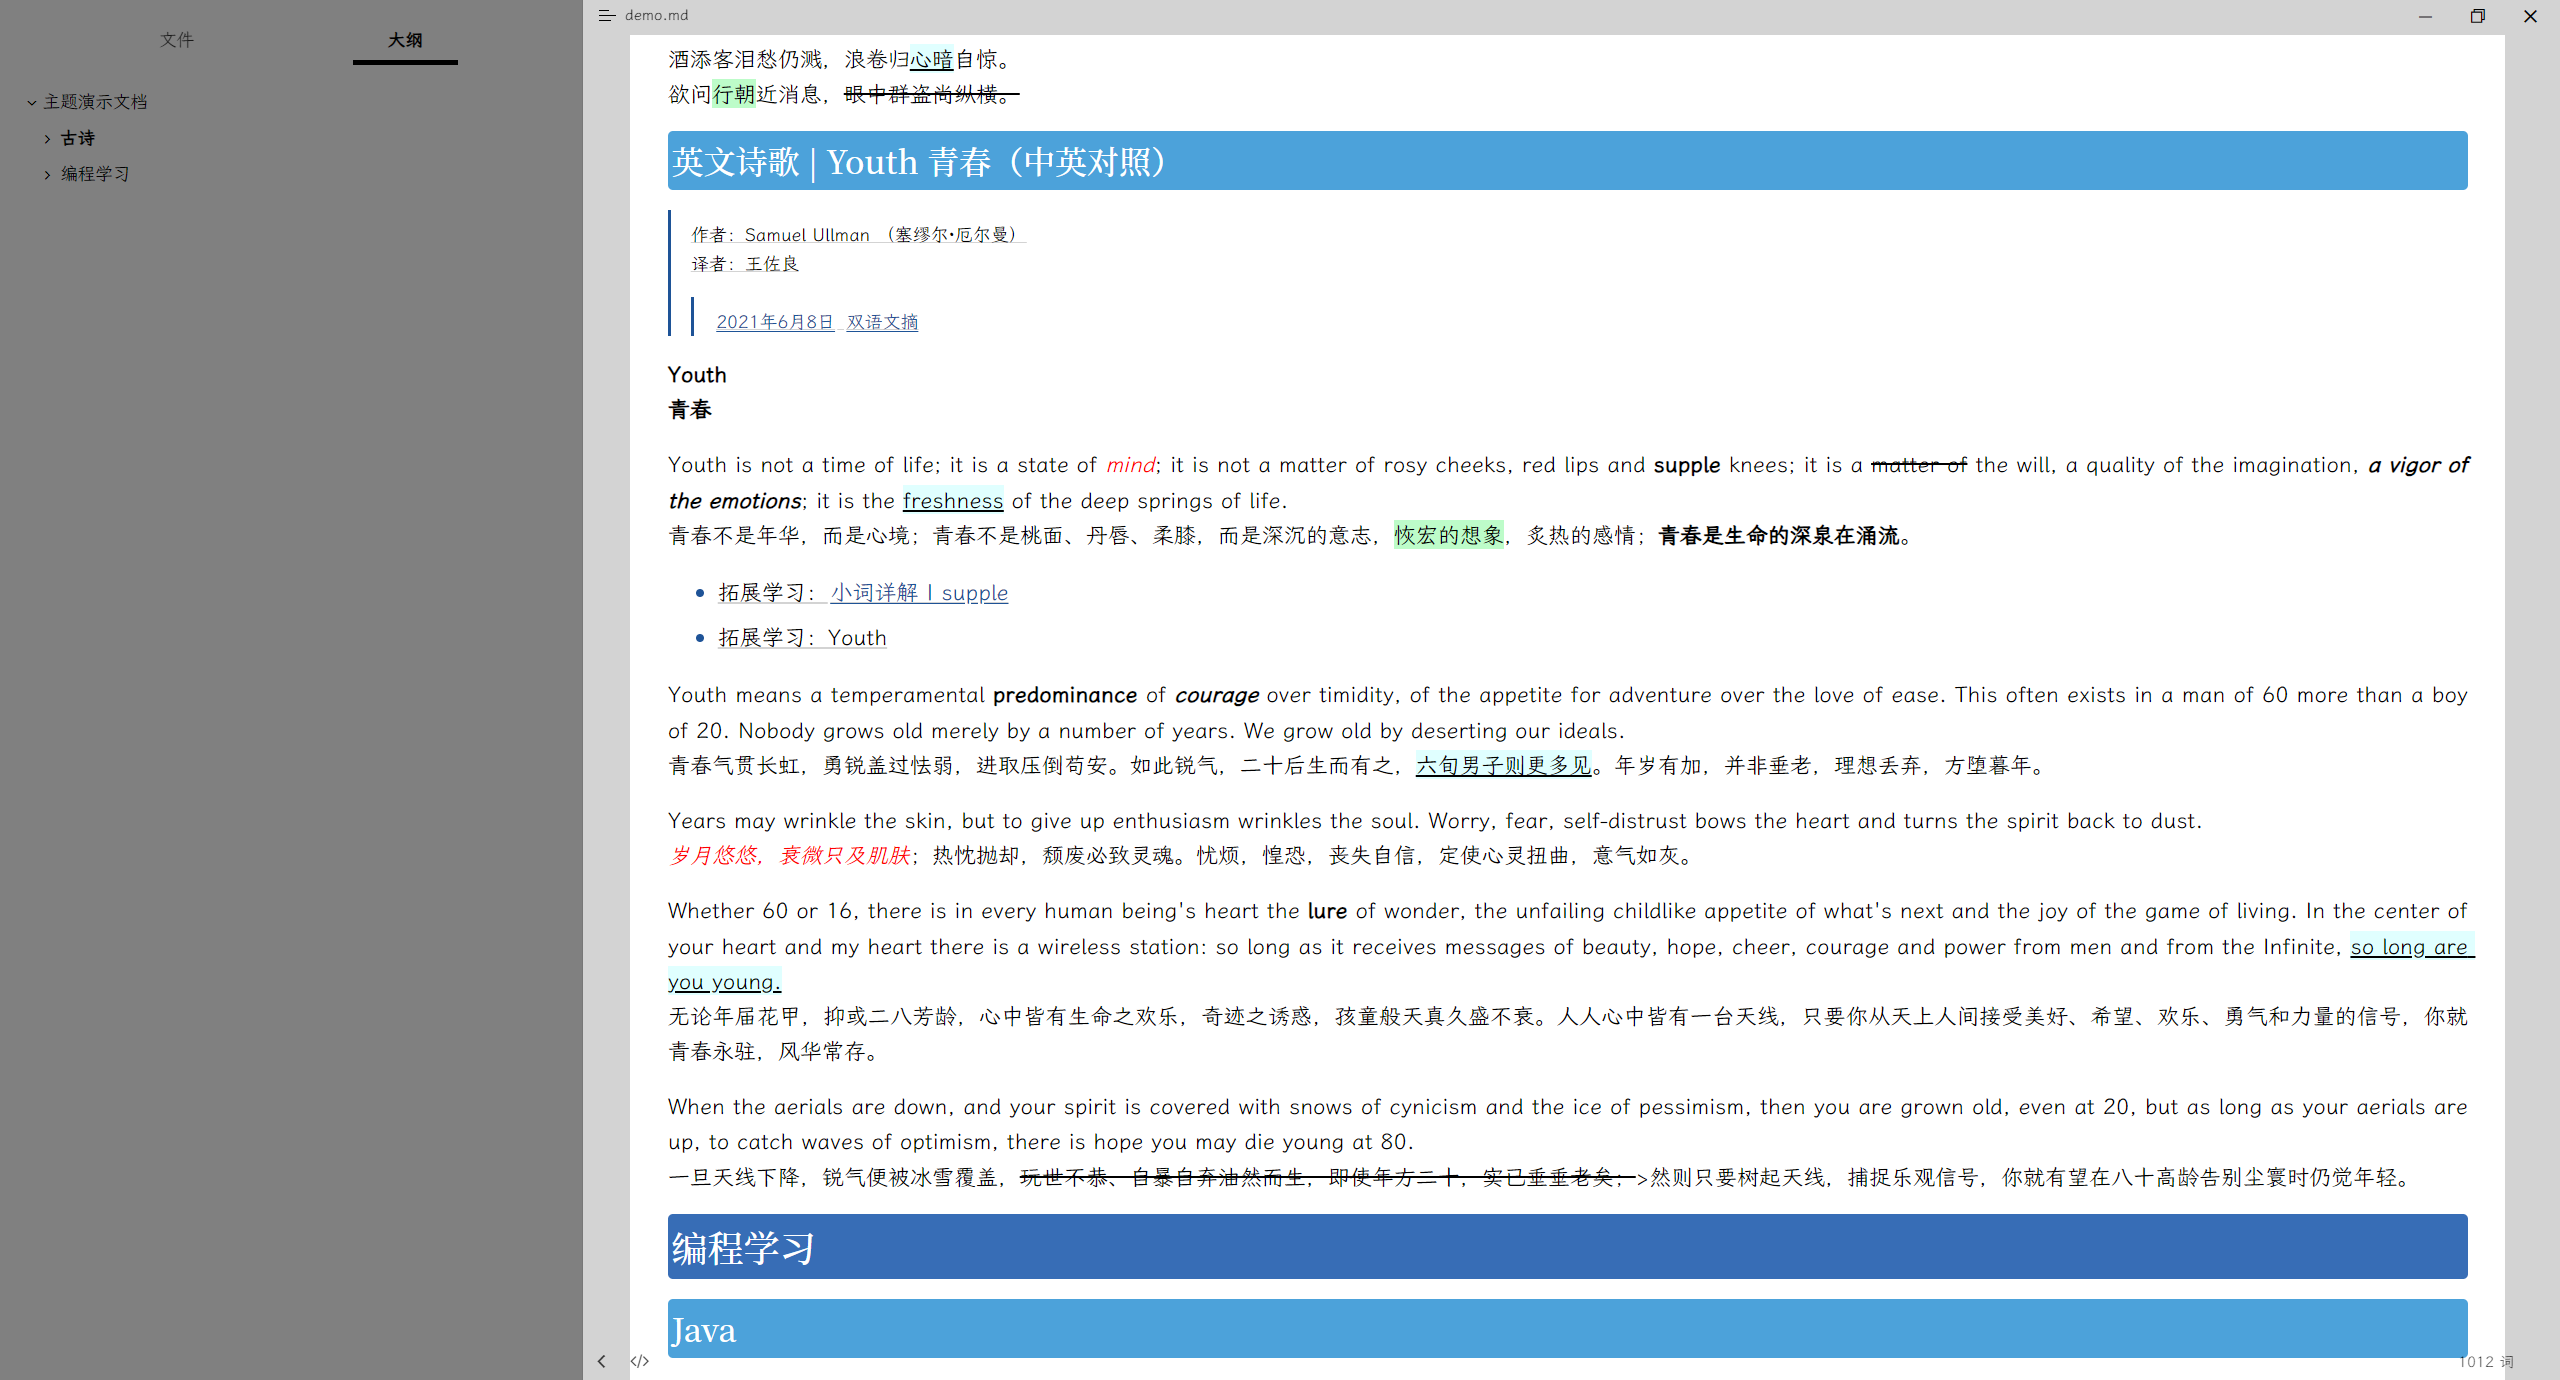 文件
大纲
主题演示文档
古诗
编程学习
demo.md
酒添客泪愁仍溅，浪卷归心暗自惊。
欲问行朝近消息，眼中群盗尚纵横。
英文诗歌 | Youth 青春（中英对照）
作者：Samuel Ullman （塞缪尔·厄尔曼）
译者：王佐良
2021年6月8日 双语文摘
Youth
青春
Youth is not a time of life; it is a state of mind; it is not a matter of rosy cheeks, red lips and supple knees; it is a matter of the will, a quality of the imagination, a vigor of
the emotions; it is the freshness of the deep springs of life.
青春不是年华，而是心境；青春不是桃面、丹唇、柔膝，而是深沉的意志，恢宏的想象，炙热的感情；青春是生命的深泉在涌流。
拓展学习：小词详解 | supple
拓展学习：Youth
Youth means a temperamental predominance of courage over timidity, of the appetite for adventure over the love of ease. This often exists in a man of 60 more than a boy
of 20. Nobody grows old merely by a number of years. We grow old by deserting our ideals.
青春气贯长虹，勇锐盖过怯弱，进取压倒苟安。如此锐气，二十后生而有之，六旬男子则更多见。年岁有加，并非垂老，理想丢弃，方堕暮年。
Years may wrinkle the skin, but to give up enthusiasm wrinkles the soul. Worry, fear, self-distrust bows the heart and turns the spirit back to dust.
岁月悠悠，衰微只及肌肤；热忱抛却，颓废必致灵魂。忧烦，惶恐，丧失自信，定使心灵扭曲，意气如灰。
Whether 60 or 16, there is in every human being's heart the lure of wonder, the unfailing childlike appetite of what's next and the joy of the game of living. In the center of
your heart and my heart there is a wireless station: so long as it receives messages of beauty, hope, cheer, courage and power from men and from the Infinite, so long are
you young.
无论年届花甲，抑或二八芳龄，心中皆有生命之欢乐，奇迹之诱惑，孩童般天真久盛不衰。人人心中皆有一台天线，只要你从天上人间接受美好、希望、欢乐、勇气和力量的信号，你就
青春永驻，风华常存。
When the aerials are down, and your spirit is covered with snows of cynicism and the ice of pessimism, then you are grown old, even at 20, but as long as your aerials are
up, to catch waves of optimism, there is hope you may die young at 80.
一旦天线下降，锐气便被冰雪覆盖，玩世不恭、自暴自弃油然而生，即使年方二十，实已垂垂老矣；>然则只要树起天线，捕捉乐观信号，你就有望在八十高龄告别尘寰时仍觉年轻。
编程学习
Java
1012 词